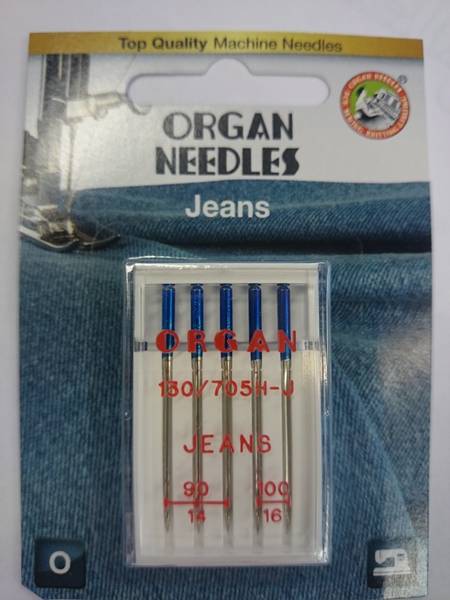 Top Quality Machine Needles
ORGAN
NEEDLES
Jeans
ORGAN
130/705H-J
JEANS
90 100
14 16
O